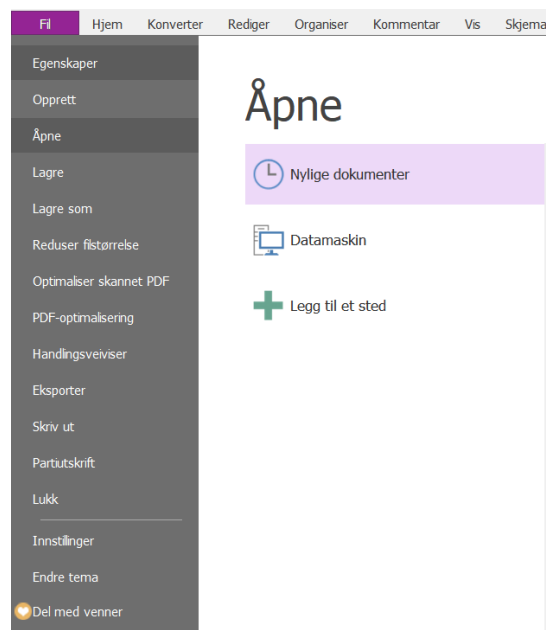 Fil Hjem Konverter Rediger Organiser Kommentar Vis Skjema
Egenskaper
Opprett
Åpne
Lagre
Lagre som
Reduser filstørrelse
Optimaliser skannet PDF
PDF-optimalisering
Handlingsveiviser
Eksporter
Skriv ut
Partiutskrift
Lukk
Innstillinger
Endre tema
Del med venner
Åpne
Nylige dokumenter
Datamaskin
Legg til et sted